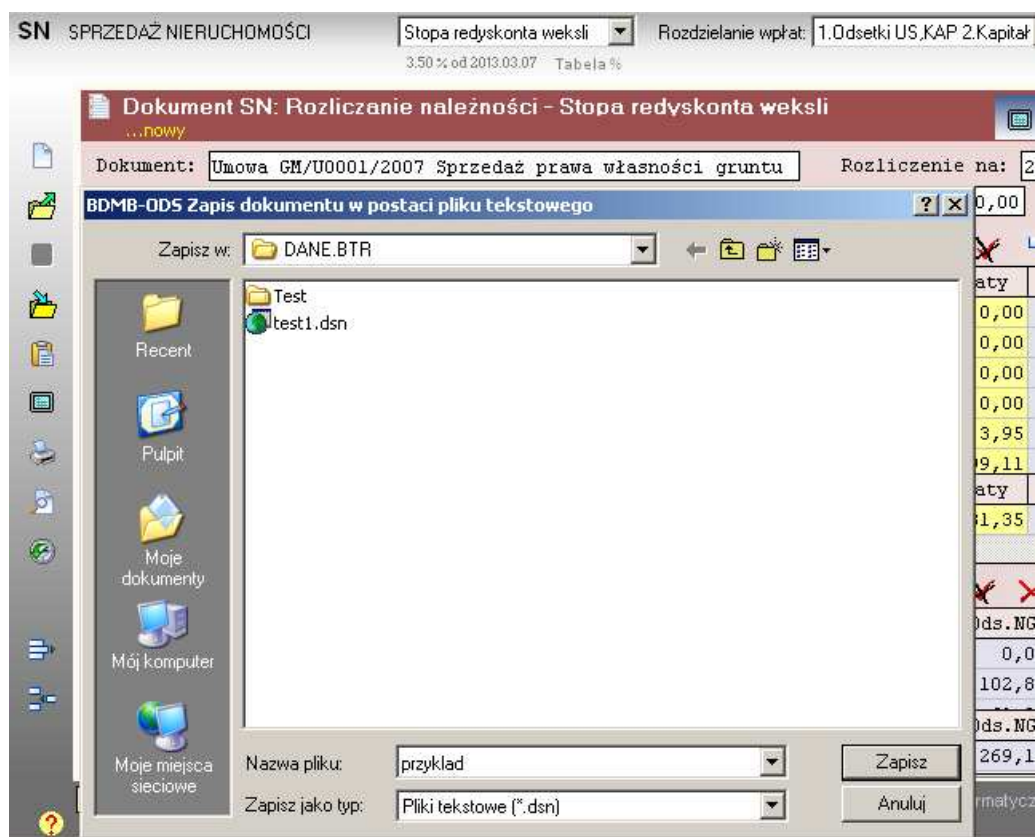 SN SPRZEDAŻ NIERUCHOMOŚCI Stopa redyskonta weksli Rozdzielanie wpłat: 1.Odsetki US,KAP 2.Kapitał
3.50 % od 2013.03.07 Tabela %
Dokument SN: Rozliczanie należności - Stopa redyskonta weksli
...nowy
Dokument: Umowa GM/U0001/2007 Sprzedaż prawa własności gruntu Rozliczenie na: 2
BDMB-ODS Zapis dokumentu w postaci pliku tekstowego 0,00
Zapisz w: DANE.BTR
aty
Test 0,00
test1.dsn 0,00
Recent 0,00
0,00
3,95
Pulpit 9,11
aty
31,35
Moje
dokumenty
Ods.NG
Mój komputer 0,0
102,8
Ods.NG
Moje miejsca Nazwa pliku: przyklad Zapisz 269,1
sieciowe
Zapisz jako typ: Pliki tekstowe (*.dsn) Anuluj rmatycz